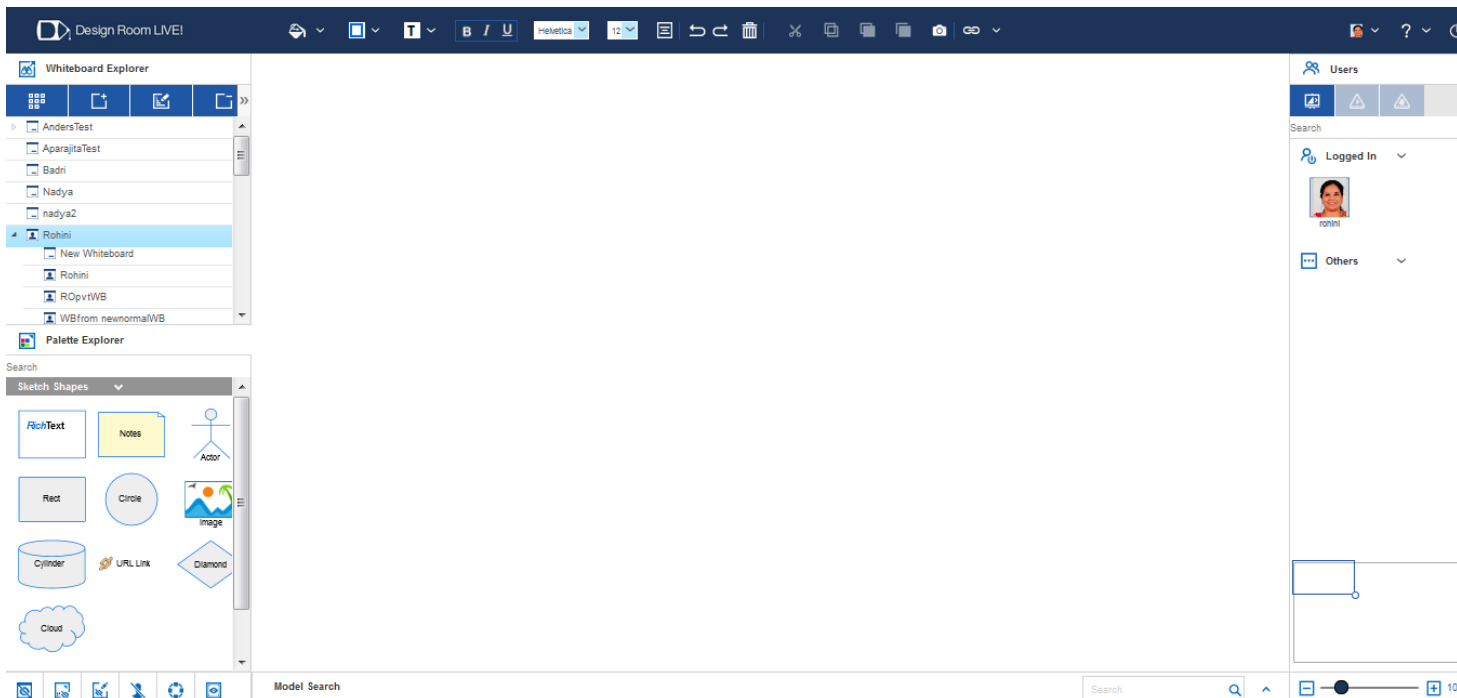 Design Room LIVE!
T
B I U
Helvetica
12
?
Whiteboard Explorer
»
AndersTest
AparajitaTest
Badri
Nadya
nadya2
Rohini
New Whiteboard
Rohini
ROpvtWB
WBfrom newnormalWB
Palette Explorer
Search
Sketch Shapes
RichText
Notes
Actor
Rect
Circle
Image
Cylinder
URL Link
Diamond
Cloud
Model Search
Search
Users
Search
Logged In
rohini
Others
10